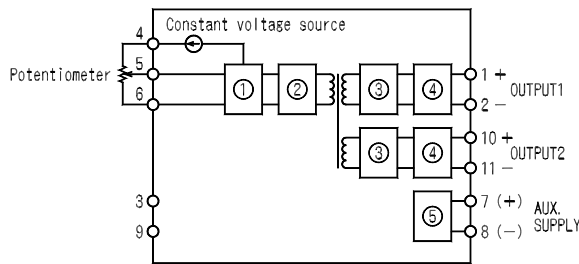 Constant voltage source
4
Potentiometer
5
6
① ② ③ ④
1 +
2 −
OUTPUT1
③ ④
10 +
11 −
OUTPUT2
3
9
⑤
7 (+)
8 (−)
AUX.
SUPPLY